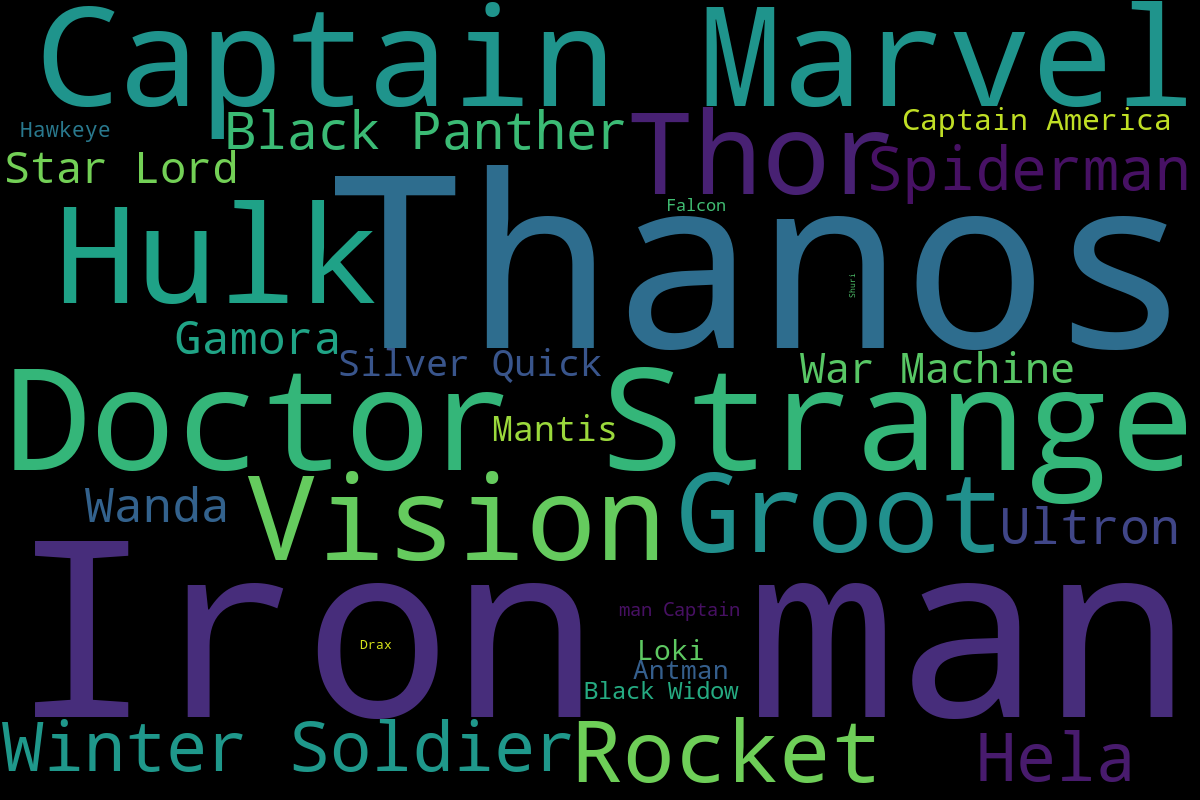 Captain Marvel
Hawkeye
Black Panther
Thor
Captain America
Star Lord
Spiderman
Falcon
Hulk
Thanos
Shuri
Gamora
Silver Quick
War Machine
Doctor Strange
Mantis
Wanda
Vision
Groot
Ultron
Iron man
man Captain
Drax
Loki
Antman
Black Widow
Winter Soldier
Rocket
Hela